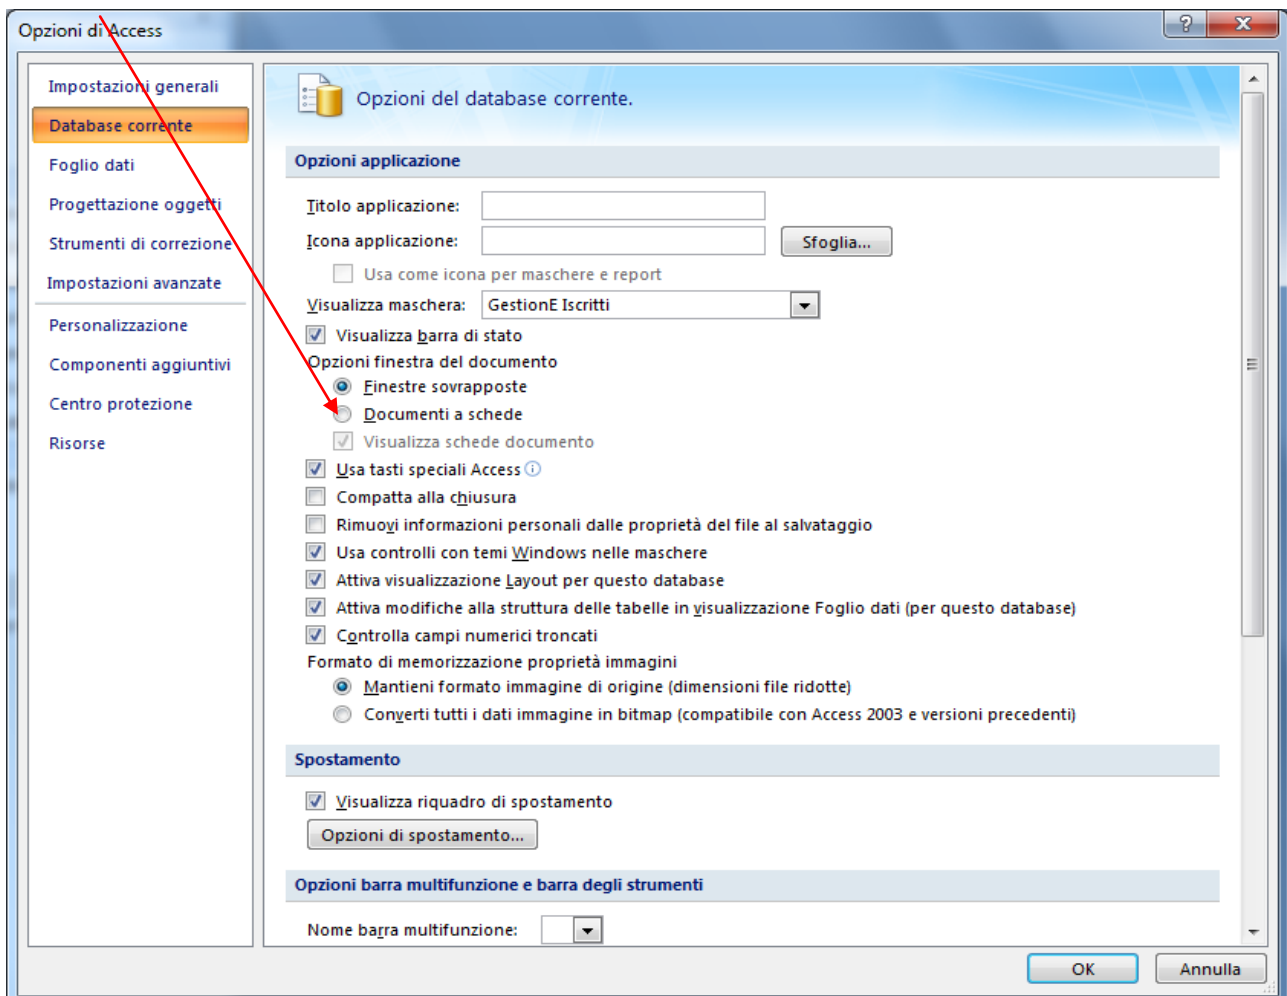 Opzioni di Access
?
X
Impostazioni generali
Database corrente
Foglio dati
Progettazione oggetti
Strumenti di correzione
Impostazioni avanzate
Personalizzazione
Componenti aggiuntivi
Centro protezione
Risorse
Opzioni del database corrente.
Opzioni applicazione
Titolo applicazione:
Icona applicazione: Sfoglia...
Usa come icona per maschere e report
Visualizza maschera: GestionE Iscritti
Visualizza barra di stato
Opzioni finestra del documento
Finestre sovrapposte
Documenti a schede
Visualizza schede documento
Usa tasti speciali Access
Compatta alla chiusura
Rimuovi informazioni personali dalle proprietà del file al salvataggio
Usa controlli con temi Windows nelle maschere
Attiva visualizzazione Layout per questo database
Attiva modifiche alla struttura delle tabelle in visualizzazione Foglio dati (per questo database)
Controlla campi numerici troncati
Formato di memorizzazione proprietà immagini
Mantieni formato immagine di origine (dimensioni file ridotte)
Converti tutti i dati immagine in bitmap (compatibile con Access 2003 e versioni precedenti)
Spostamento
Visualizza riquadro di spostamento
Opzioni di spostamento...
Opzioni barra multifunzione e barra degli strumenti
Nome barra multifunzione:
OK Annulla